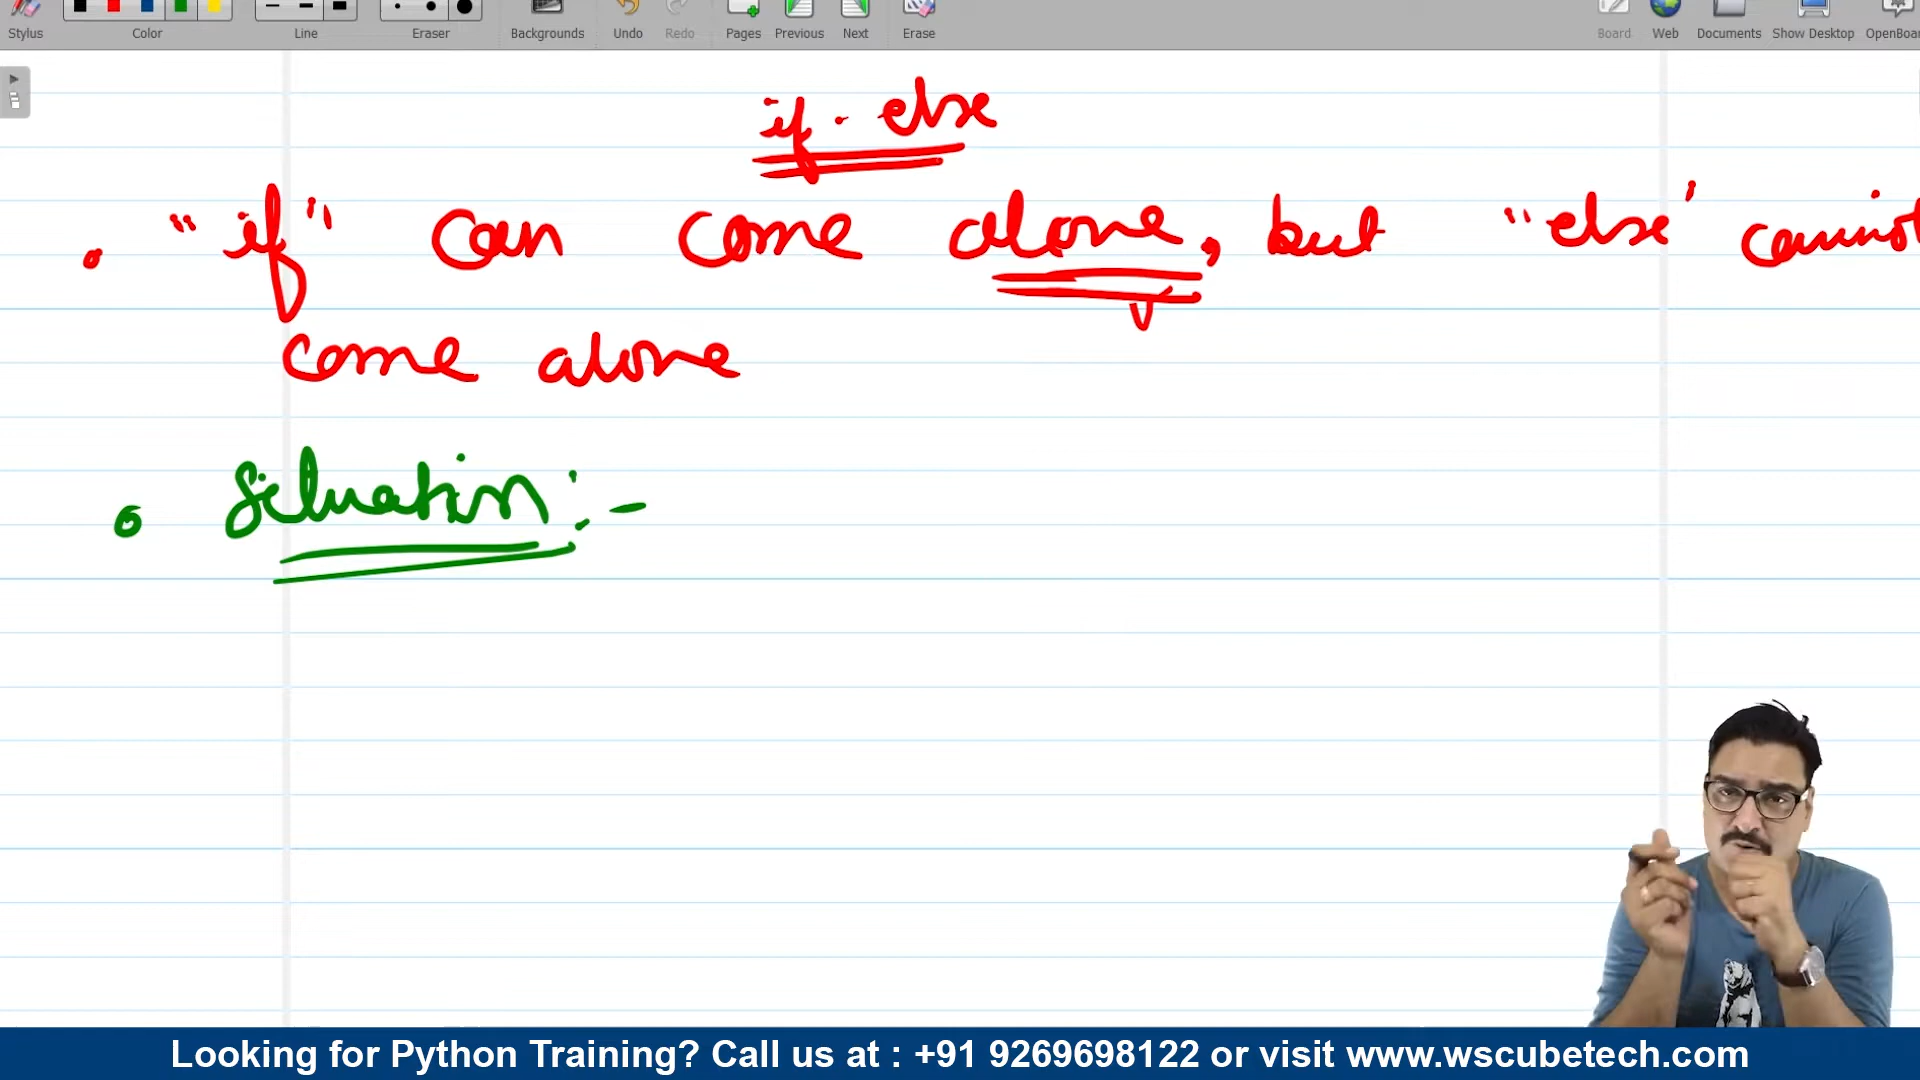 Stylus Color Line Eraser Backgrounds Undo Redo Pages Previous Next Erase Board Web Documents Show Desktop OpenBoar
if. else
"if" can come alone, but "else' cannot
come alone
Situation:-
Looking for Python Training? Call us at : +91 9269698122 or visit www.wscubetech.com